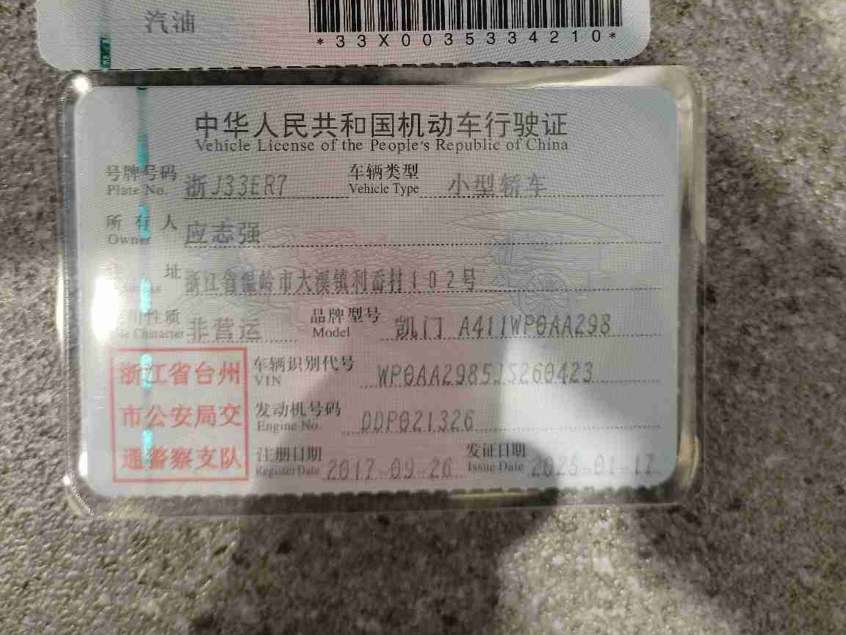 汽油
*33X0035334210*
中华人民共和国机动车行驶证
Vehicle License of the People's Republic of China
号牌号码 浙J33ER7 车辆类型 小型轿车
Plate No. Vehicle Type
所有人 应志强
Owner
址 浙江省温岭市大溪镇利岙村102号
用性质 非营运 品牌型号 凯门 A411WP0AA298
Character Model
车辆识别代号 WP0AA2985JS260423
VIN
发动机号码 DDP021326
Engine No.
注册日期 2017-09-26 发证日期
Register Date Issue Date
浙江省台州
市公安局交
通警察支队